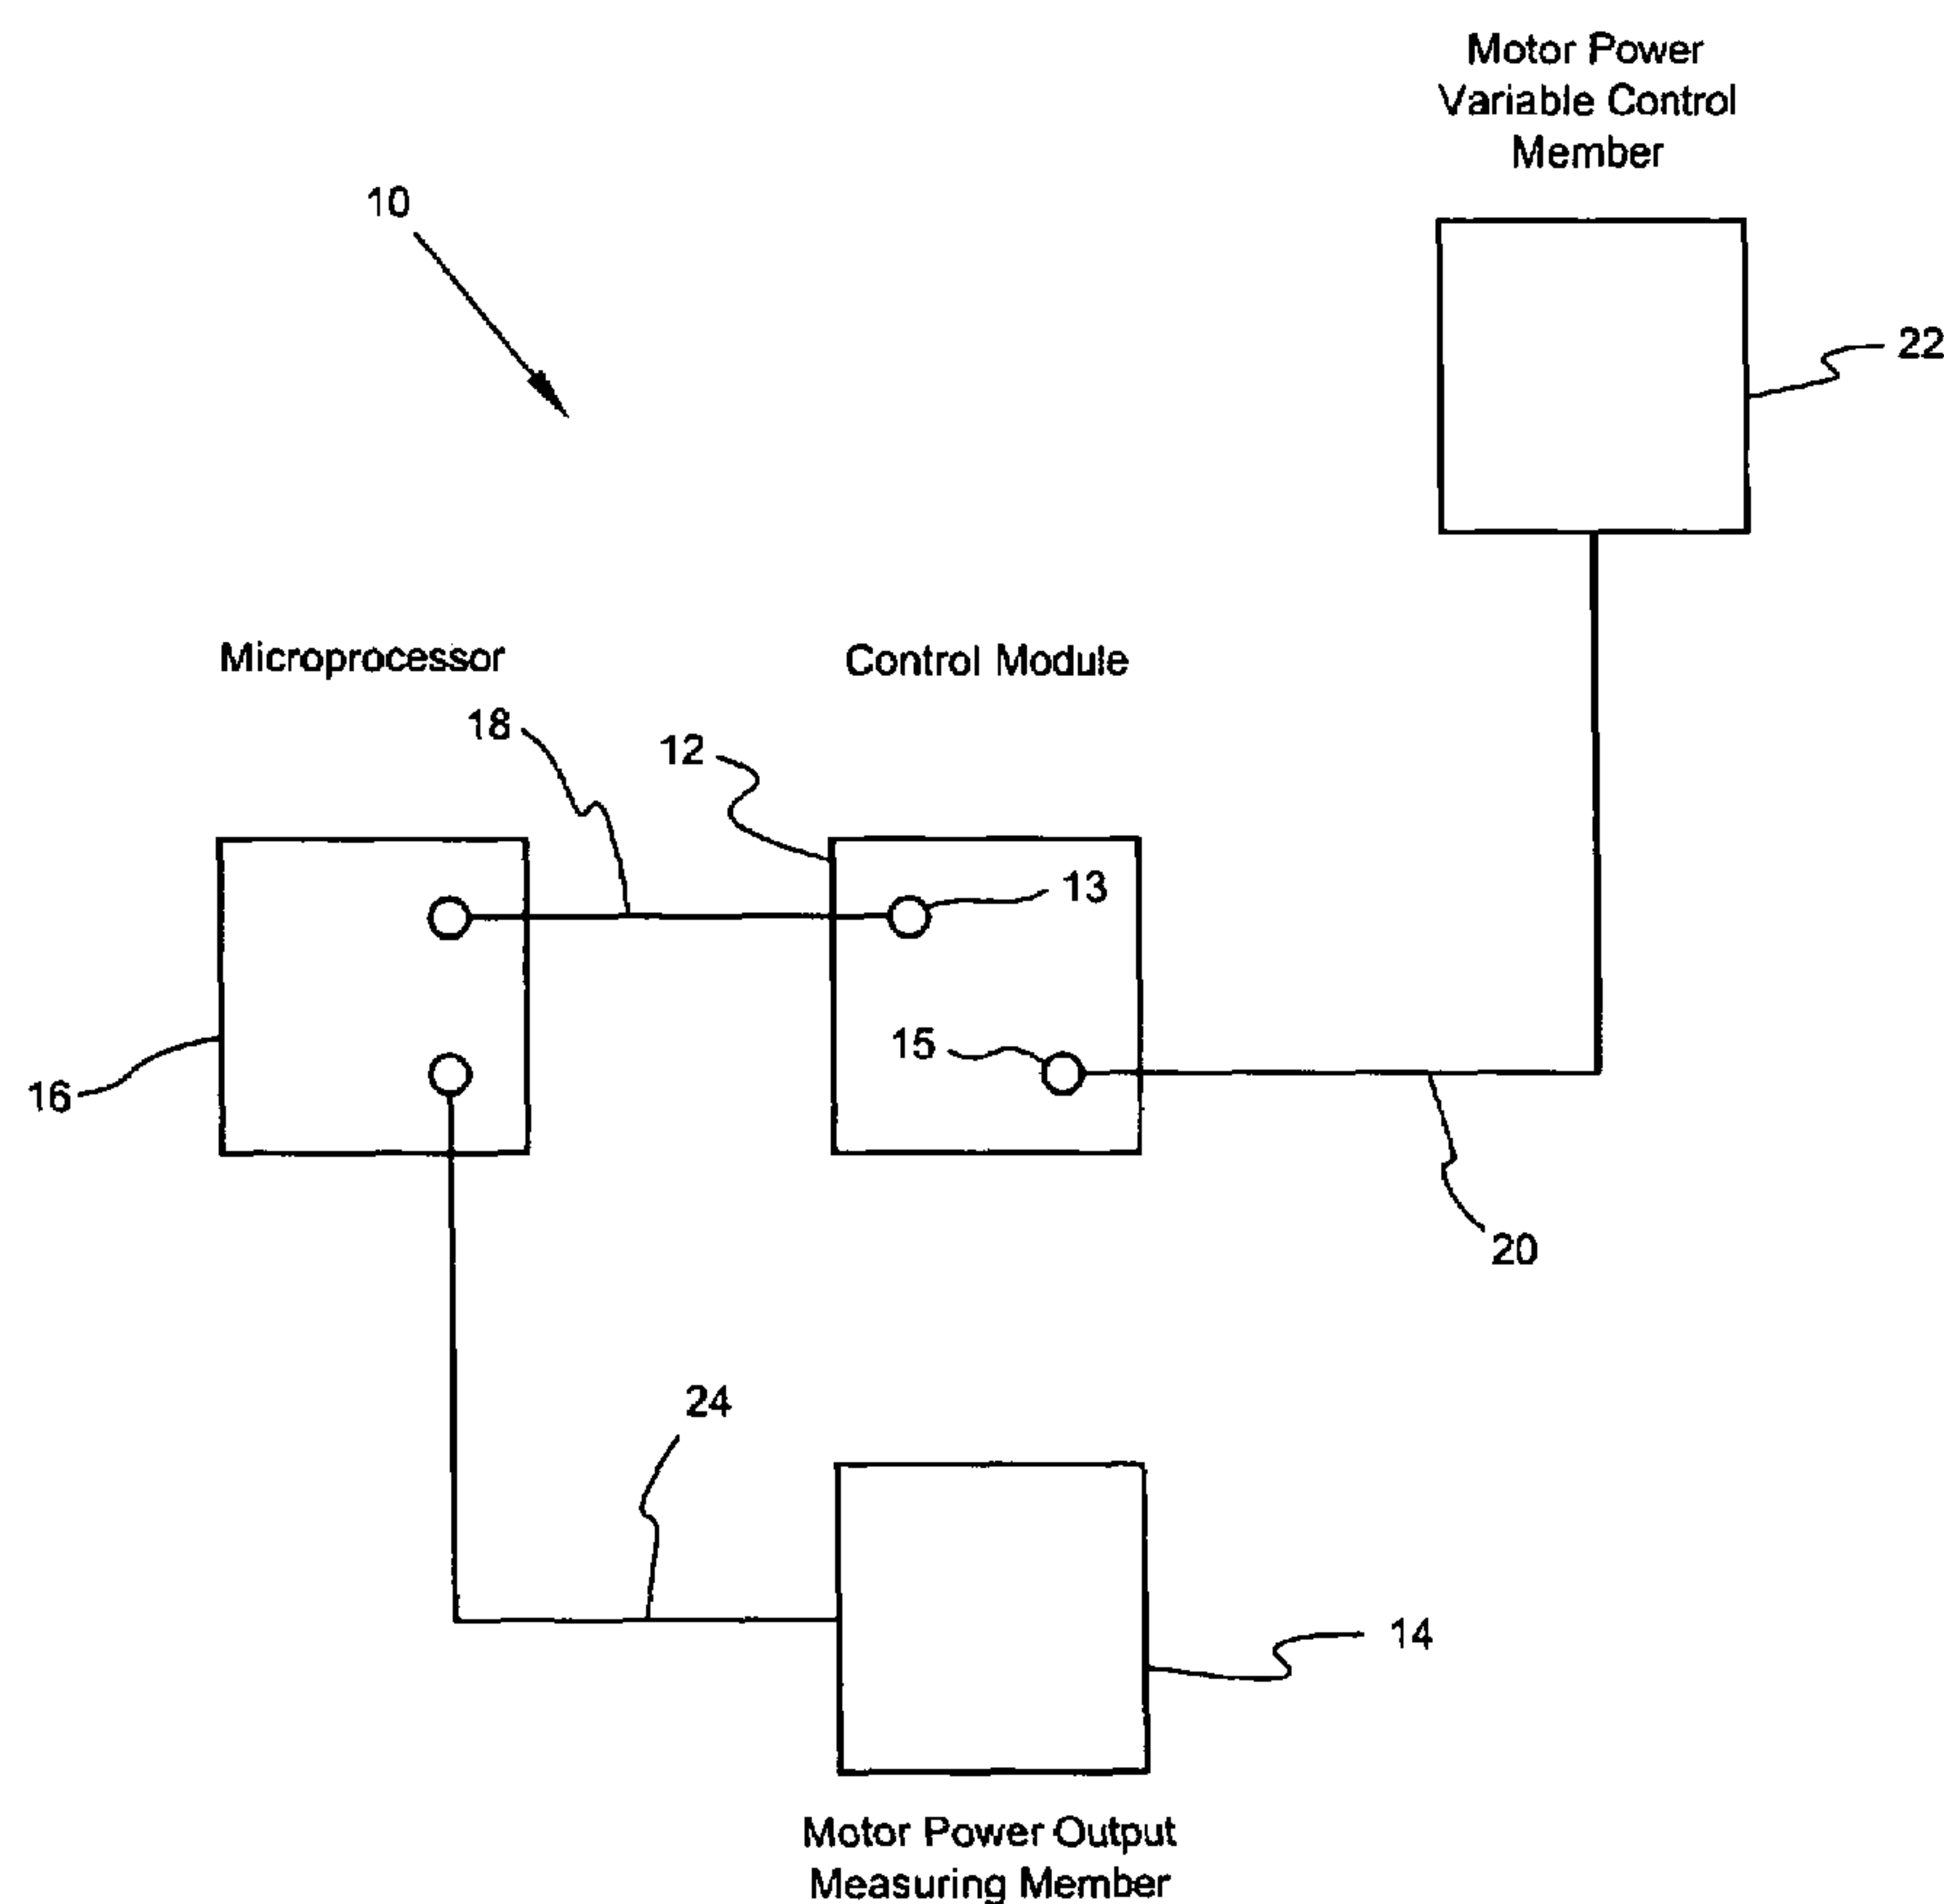 Motor Power
Variable Control
Member
10
22
Microprocessor
Control Module
18
12
13
15
16
20
24
14
Motor Power Output
Measuring Member